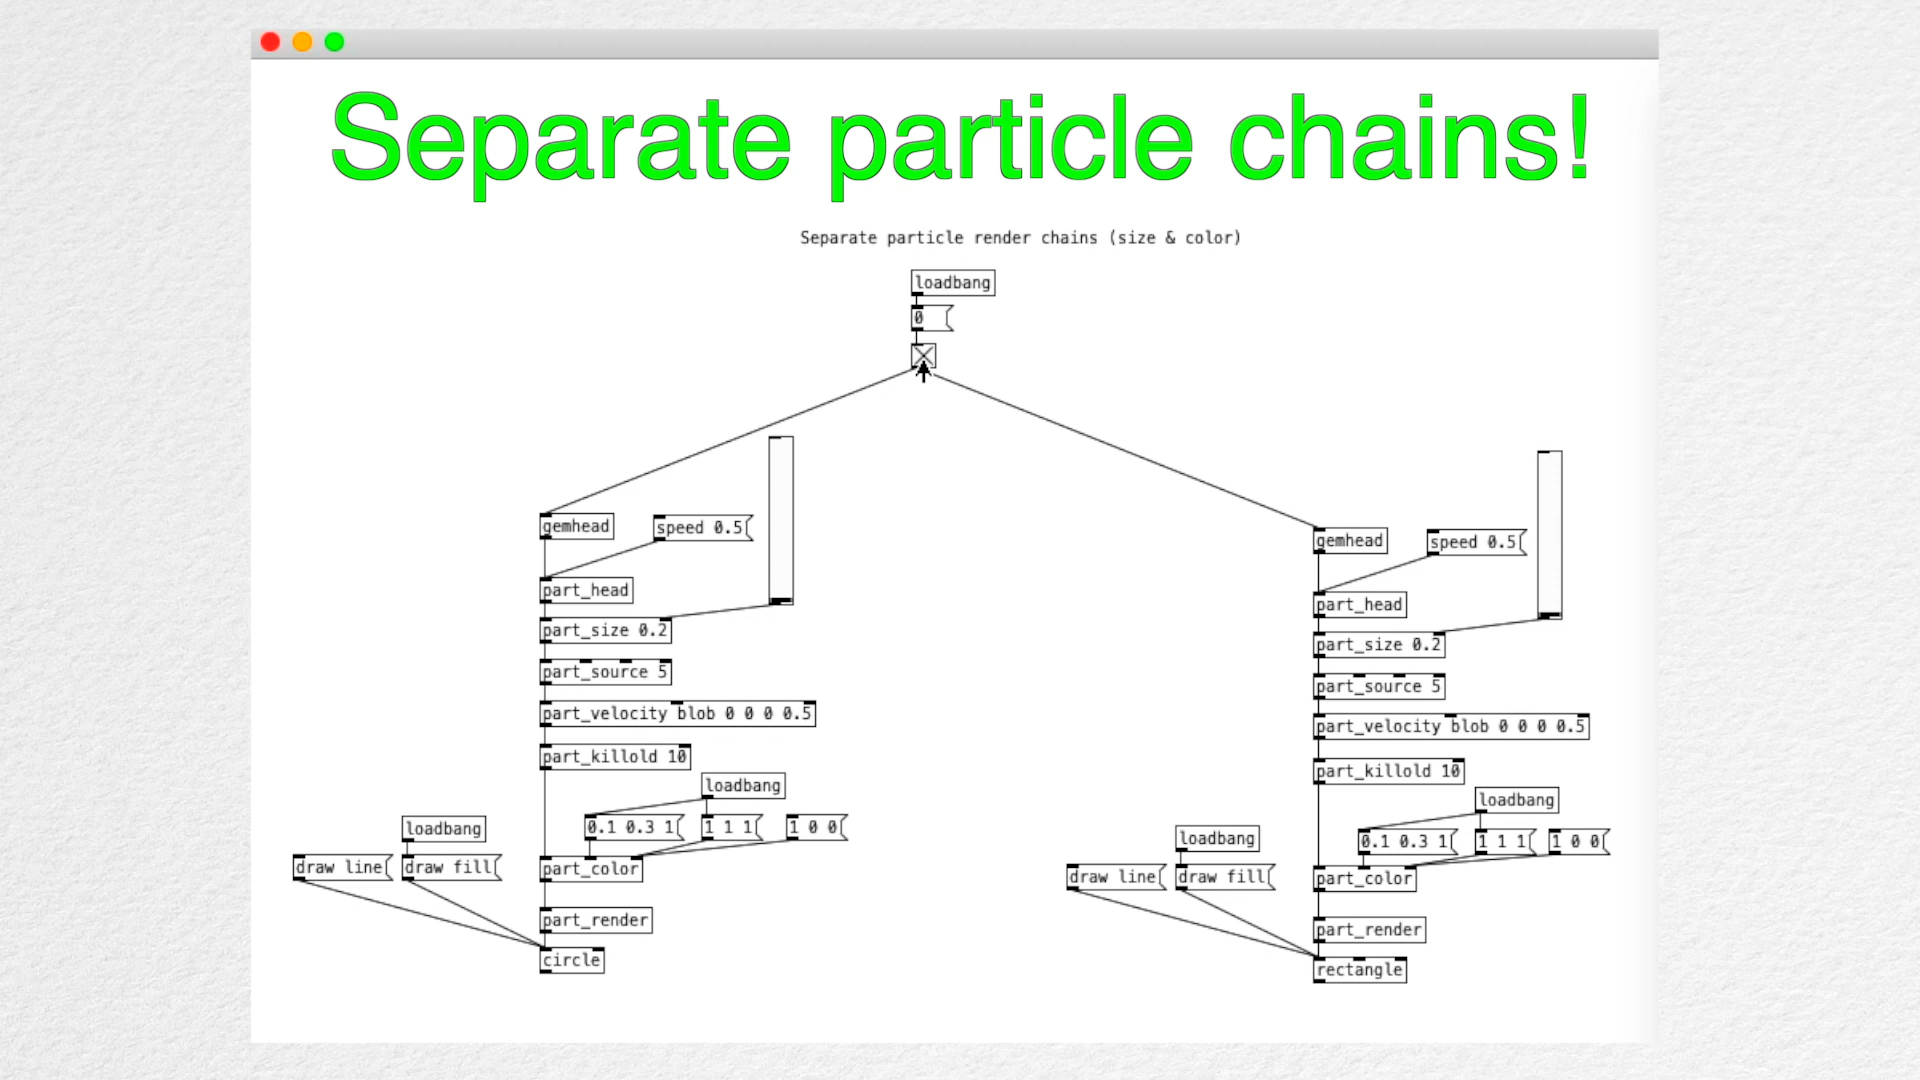 Separate particle chains!
Separate particle render chains (size & color)
loadbang
0
gemhead
speed 0.5
part_head
part_size 0.2
part_source 5
part_velocity blob 0 0 0 0.5
part_killold 10
loadbang
0.1 0.3 1
1 1 1
1 0 0
loadbang
draw line
draw fill
part_color
part_render
circle
gemhead
speed 0.5
part_head
part_size 0.2
part_source 5
part_velocity blob 0 0 0 0.5
part_killold 10
loadbang
0.1 0.3 1
1 1 1
1 0 0
loadbang
draw line
draw fill
part_color
part_render
rectangle